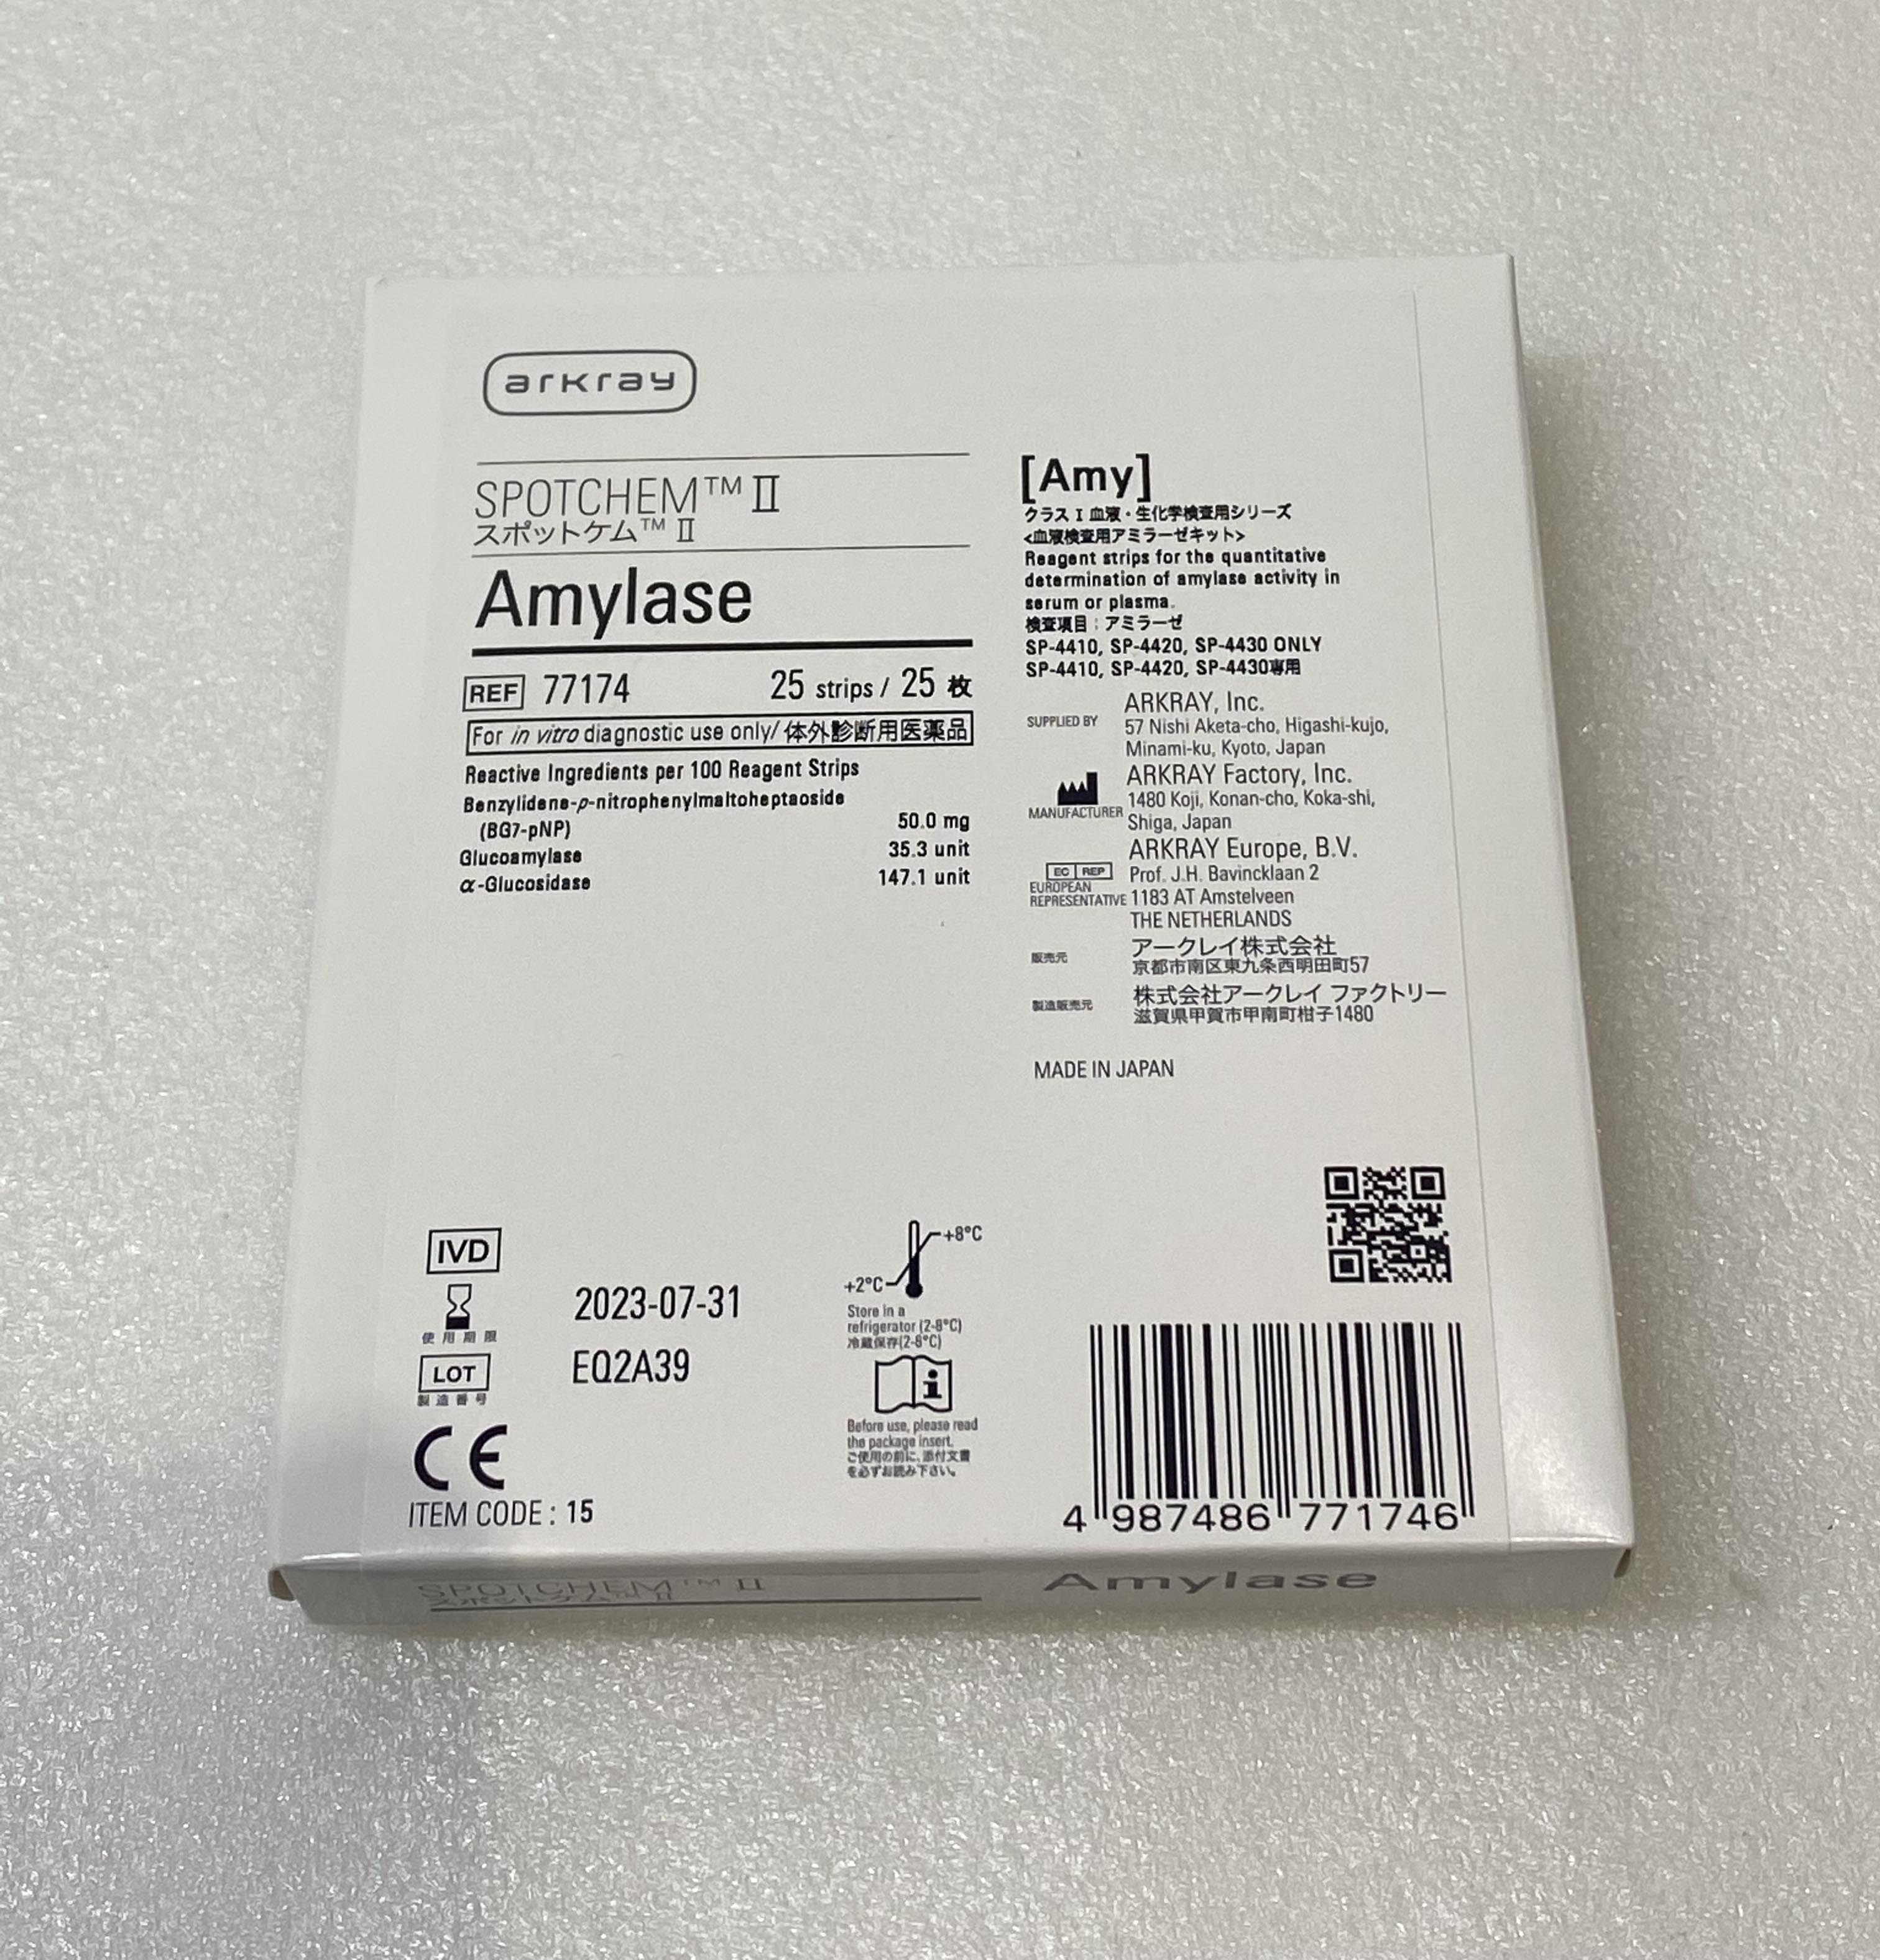 arkray
SPOTCHEM™ Ⅱ
スポットケム™ Ⅱ
Amylase
REF 77174 25 strips / 25 枚
For in vitro diagnostic use only/ 体外診断用医薬品
Reactive Ingredients per 100 Reagent Strips
Benzylidene-p-nitrophenylmaltoheptaoside
(BG7-pNP) 50.0 mg
Glucoamylase 35.3 unit
α-Glucosidase 147.1 unit
[Amy]
クラス I 血液・生化学検査用シリーズ
<血液検査用アミラーゼキット>
Reagent strips for the quantitative
determination of amylase activity in
serum or plasma.
検査項目：アミラーゼ
SP-4410, SP-4420, SP-4430 ONLY
SP-4410, SP-4420, SP-4430専用
SUPPLIED BY
ARKRAY, Inc.
57 Nishi Aketa-cho, Higashi-kujo,
Minami-ku, Kyoto, Japan
MANUFACTURER
ARKRAY Factory, Inc.
1480 Koji, Konan-cho, Koka-shi,
Shiga, Japan
EC REP
EUROPEAN
REPRESENTATIVE
ARKRAY Europe, B.V.
Prof. J.H. Bavincklaan 2
1183 AT Amstelveen
THE NETHERLANDS
販売元
アークレイ株式会社
京都市南区東九条西明田町57
製造販売元
株式会社アークレイ ファクトリー
滋賀県甲賀市甲南町柑子1480
MADE IN JAPAN
IVD
使用期限
2023-07-31
LOT
製造番号
EQ2A39
CE
ITEM CODE : 15
+8°C
+2°C
Store in a
refrigerator (2-8°C)
冷蔵保存(2-8°C)
i
Before use, please read
the package insert.
ご使用の前に、添付文書
を必ずお読み下さい。
4 987486 771746
SPOTCHEM™ Ⅱ
スポットケム™ Ⅱ
Amylase